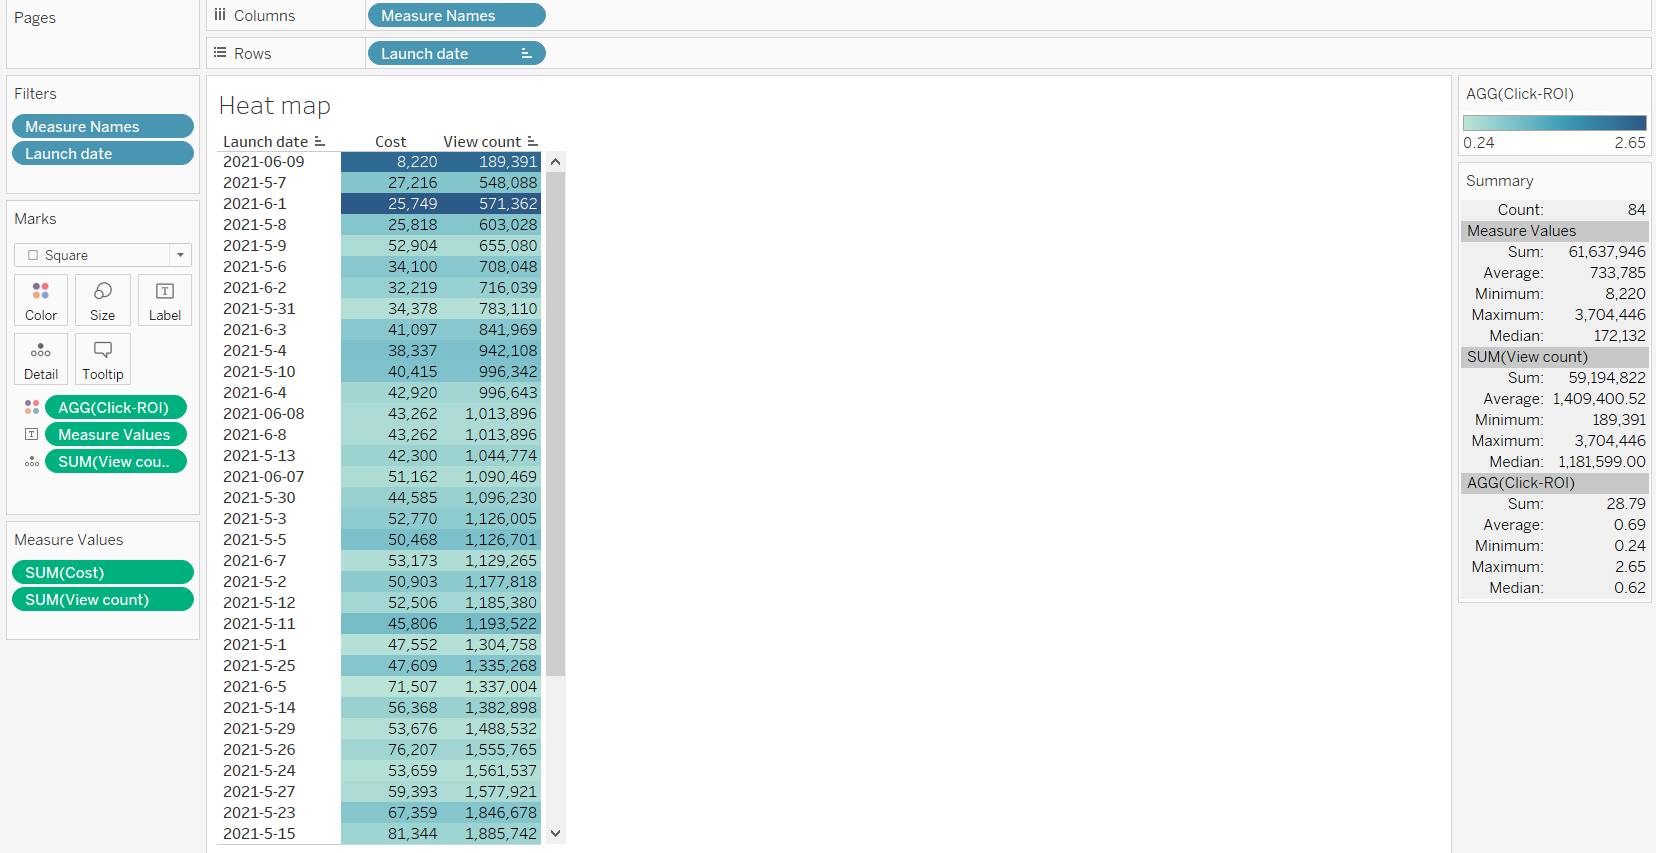 Pages
Columns
Measure Names
Rows
Launch date
Filters
Measure Names
Launch date
Marks
Square
Color
Size
Label
Detail
Tooltip
AGG(Click-ROI)
Measure Values
SUM(View cou..
Measure Values
SUM(Cost)
SUM(View count)
Heat map
Launch date Cost View count
2021-06-09 8,220 189,391
2021-5-7 27,216 548,088
2021-6-1 25,749 571,362
2021-5-8 25,818 603,028
2021-5-9 52,904 655,080
2021-5-6 34,100 708,048
2021-6-2 32,219 716,039
2021-5-31 34,378 783,110
2021-6-3 41,097 841,969
2021-5-4 38,337 942,108
2021-5-10 40,415 996,342
2021-6-4 42,920 996,643
2021-06-08 43,262 1,013,896
2021-6-8 43,262 1,013,896
2021-5-13 42,300 1,044,774
2021-06-07 51,162 1,090,469
2021-5-30 44,585 1,096,230
2021-5-3 52,770 1,126,005
2021-5-5 50,468 1,126,701
2021-6-7 53,173 1,129,265
2021-5-2 50,903 1,177,818
2021-5-12 52,506 1,185,380
2021-5-11 45,806 1,193,522
2021-5-1 47,552 1,304,758
2021-5-25 47,609 1,335,268
2021-6-5 71,507 1,337,004
2021-5-14 56,368 1,382,898
2021-5-29 53,676 1,488,532
2021-5-26 76,207 1,555,765
2021-5-24 53,659 1,561,537
2021-5-27 59,393 1,577,921
2021-5-23 67,359 1,846,678
2021-5-15 81,344 1,885,742
AGG(Click-ROI)
0.24 2.65
Summary
Count: 84
Measure Values
Sum: 61,637,946
Average: 733,785
Minimum: 8,220
Maximum: 3,704,446
Median: 172,132
SUM(View count)
Sum: 59,194,822
Average: 1,409,400.52
Minimum: 189,391
Maximum: 3,704,446
Median: 1,181,599.00
AGG(Click-ROI)
Sum: 28.79
Average: 0.69
Minimum: 0.24
Maximum: 2.65
Median: 0.62